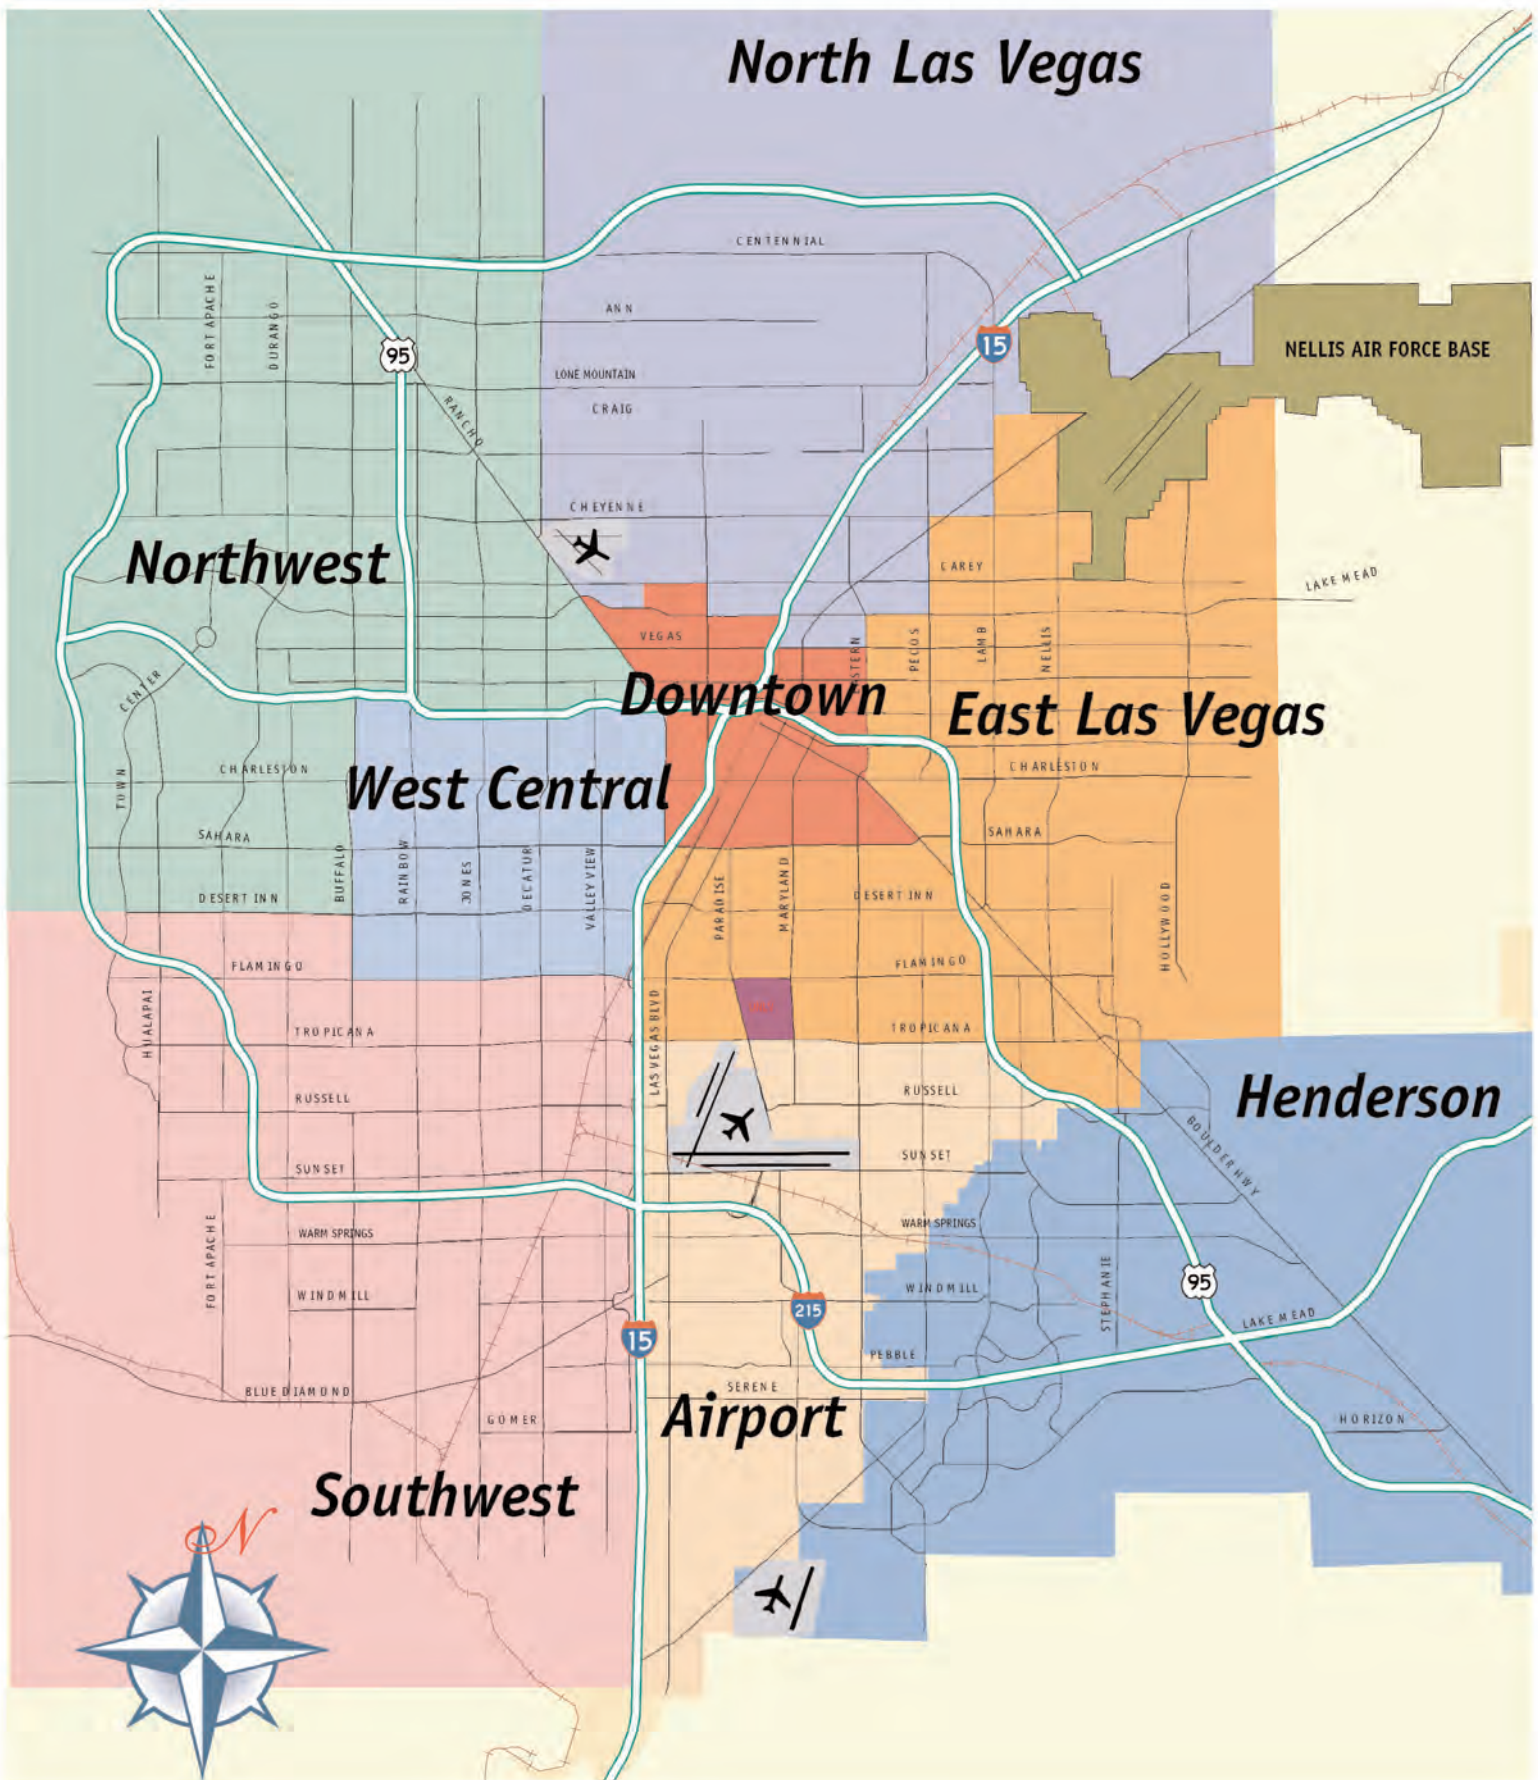 North Las Vegas
CENTENNIAL
FORT APACHE
DURANGO
ANN
15
NELLIS AIR FORCE BASE
95
LONE MOUNTAIN
RANCHO
CRAIG
CHEYENNE
Northwest
CAREY
LAKE MEAD
VEGAS
EASTERN
PECOS
LAMB
NELLIS
CENTER
Downtown
East Las Vegas
TOWN
CHARLESTON
West Central
CHARLESTON
SAHARA
SAHARA
BUFFALO
RAINBOW
JONES
DECATUR
VALLEY VIEW
PARADISE
MARYLAND
DESERT INN
DESERT INN
HOLLYWOOD
FLAMINGO
FLAMINGO
HUALAPAI
LAS VEGAS BLVD
TROPICANA
TROPICANA
RUSSELL
RUSSELL
Henderson
BOULDER HWY
SUNSET
SUNSET
FORT APACHE
WARM SPRINGS
WARM SPRINGS
STEPHANIE
95
WINDMILL
WINDMILL
215
15
LAKE MEAD
PEBBLE
BLUE DIAMOND
SERENE
GOMER
Airport
HORIZON
Southwest
N